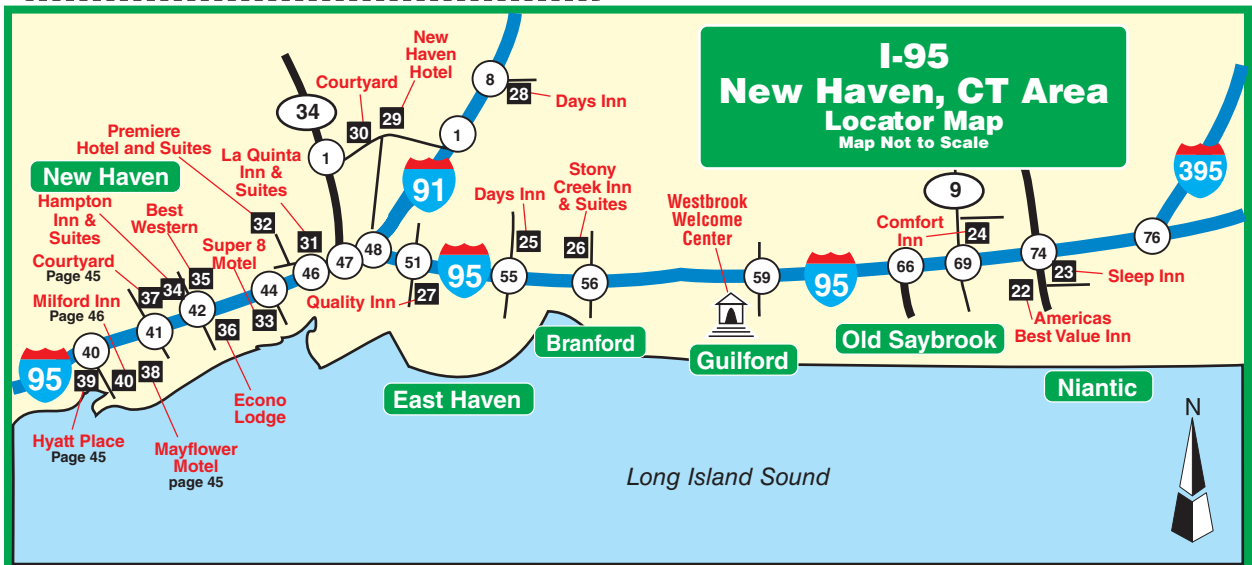 I-95
New Haven, CT Area
Locator Map
Map Not to Scale
New
Haven
Hotel
29
Courtyard
30
8
28
Days Inn
34
1
1
91
Premiere
Hotel and Suites
32
La Quinta
Inn &
Suites
31
New Haven
Hampton
Inn &
Suites
34
Best
Western
35
Super 8
Motel
33
Courtyard
Page 45
37
Milford Inn
Page 46
40
95
40
41
42
44
46
47
48
51
95
55
56
59
95
66
69
74
76
395
9
39
Hyatt Place
Page 45
38
Mayflower
Motel
page 45
36
Econo
Lodge
Quality Inn
27
Days Inn
25
Stony
Creek Inn
& Suites
26
Westbrook
Welcome
Center
Comfort
Inn
24
23
Sleep Inn
22
Americas
Best Value Inn
East Haven
Branford
Guilford
Old Saybrook
Niantic
Long Island Sound
N